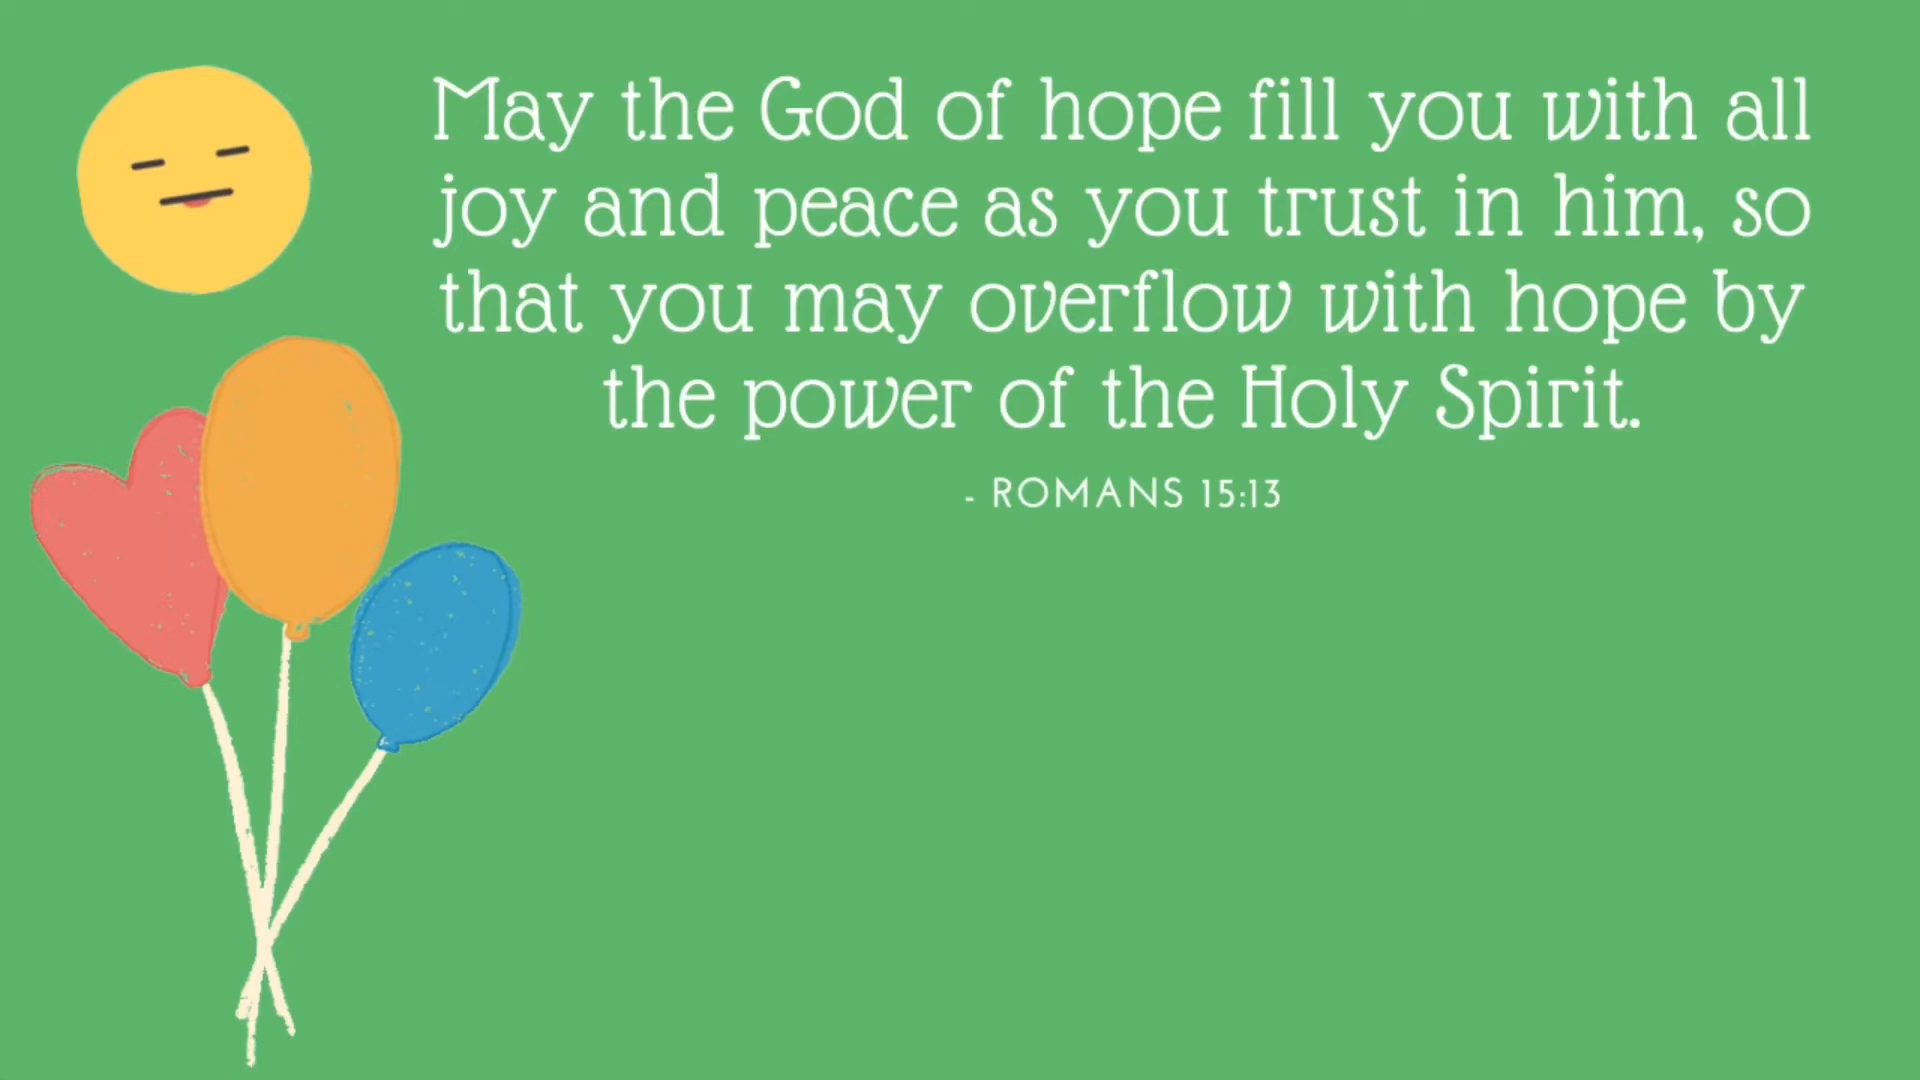 May the God of hope fill you with all
joy and peace as you trust in him, so
that you may overflow with hope by
the power of the Holy Spirit.
- ROMANS 15:13